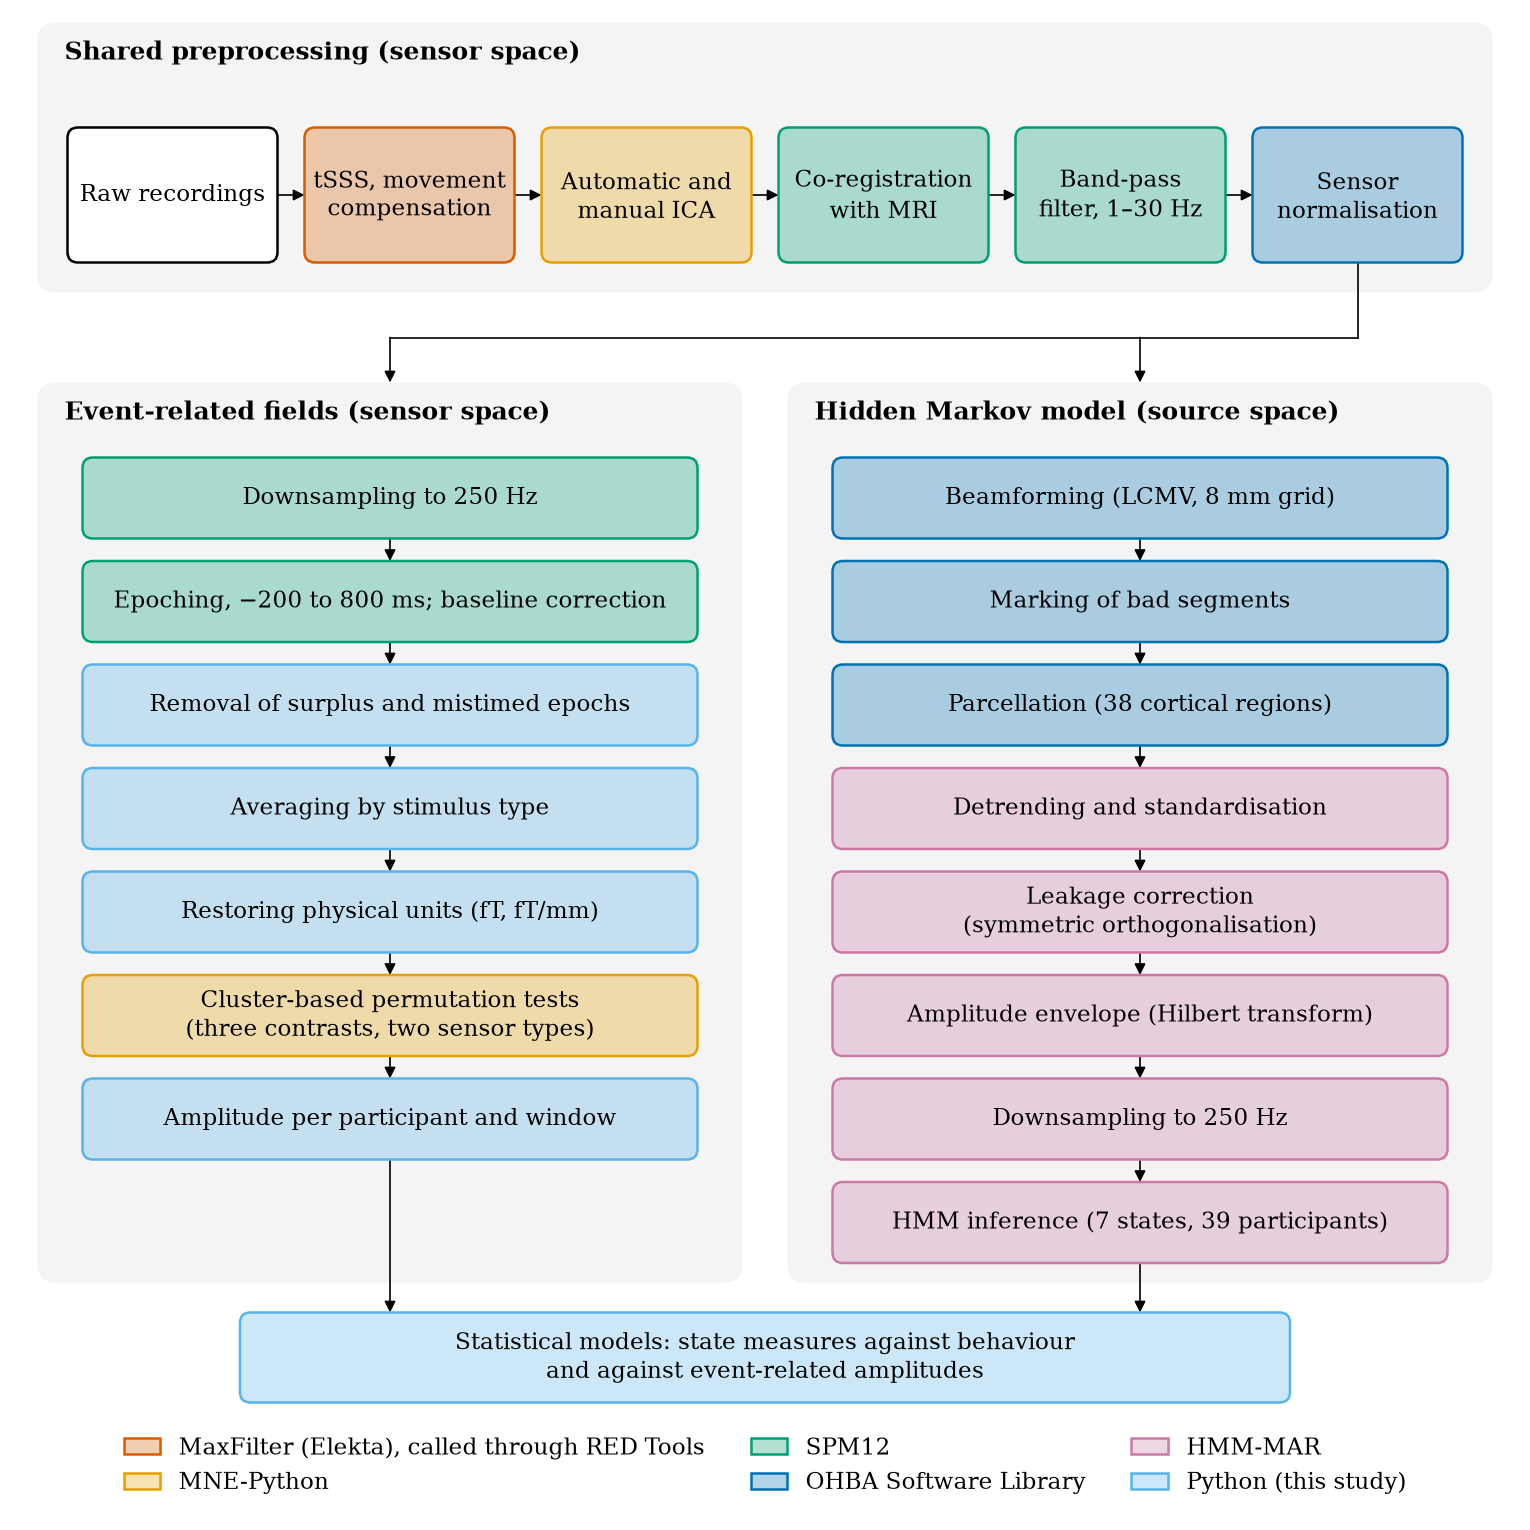 Shared preprocessing (sensor space)
Raw recordings
tSSS, movement
compensation
Automatic and
manual ICA
Co-registration
with MRI
Band-pass
filter, 1–30 Hz
Sensor
normalisation
Event-related fields (sensor space)
Downsampling to 250 Hz
Epoching, −200 to 800 ms; baseline correction
Removal of surplus and mistimed epochs
Averaging by stimulus type
Restoring physical units (fT, fT/mm)
Cluster-based permutation tests
(three contrasts, two sensor types)
Amplitude per participant and window
Hidden Markov model (source space)
Beamforming (LCMV, 8 mm grid)
Marking of bad segments
Parcellation (38 cortical regions)
Detrending and standardisation
Leakage correction
(symmetric orthogonalisation)
Amplitude envelope (Hilbert transform)
Downsampling to 250 Hz
HMM inference (7 states, 39 participants)
Statistical models: state measures against behaviour
and against event-related amplitudes
MaxFilter (Elekta), called through RED Tools
MNE-Python
SPM12
OHBA Software Library
HMM-MAR
Python (this study)